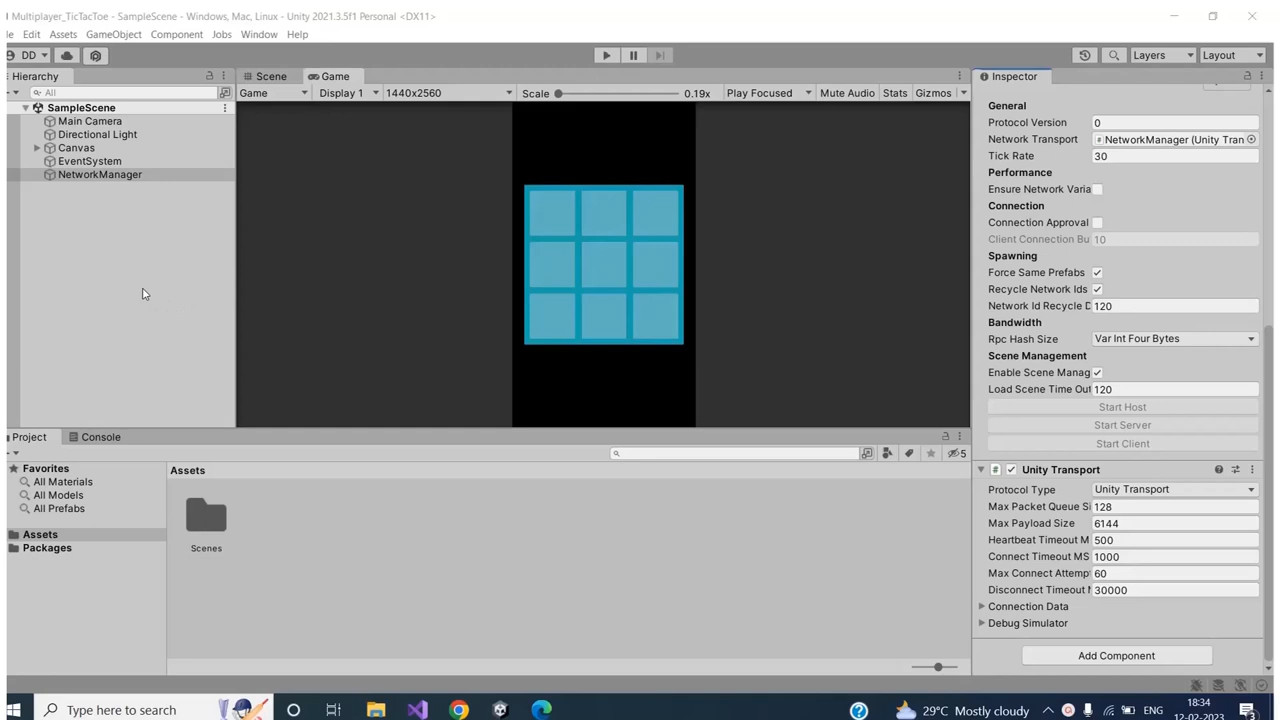 Multiplayer_TicTacToe - SampleScene - Windows, Mac, Linux - Unity 2021.3.5f1 Personal <DX11>
Edit Assets GameObject Component Jobs Window Help
DD Layers Layout
Hierarchy Scene Game Inspector
All Game Display 1 1440x2560 Scale 0.19x Play Focused Mute Audio Stats Gizmos
SampleScene
Main Camera
Directional Light
Canvas
EventSystem
NetworkManager
General
Protocol Version 0
Network Transport NetworkManager (Unity Tran
Tick Rate 30
Performance
Ensure Network Varia
Connection
Connection Approval
Client Connection Bu 10
Spawning
Force Same Prefabs
Recycle Network Ids
Network Id Recycle D 120
Bandwidth
Rpc Hash Size Var Int Four Bytes
Scene Management
Enable Scene Manag
Load Scene Time Out 120
Start Host
Start Server
Start Client
Unity Transport
Protocol Type Unity Transport
Max Packet Queue Si 128
Max Payload Size 6144
Heartbeat Timeout M 500
Connect Timeout MS 1000
Max Connect Attemp 60
Disconnect Timeout 30000
Connection Data
Debug Simulator
Add Component
Project Console
5
Favorites
All Materials
All Models
All Prefabs
Assets
Packages
Assets
Scenes
Type here to search
29°C Mostly cloudy
ENG
18:34
12-02-2023
3